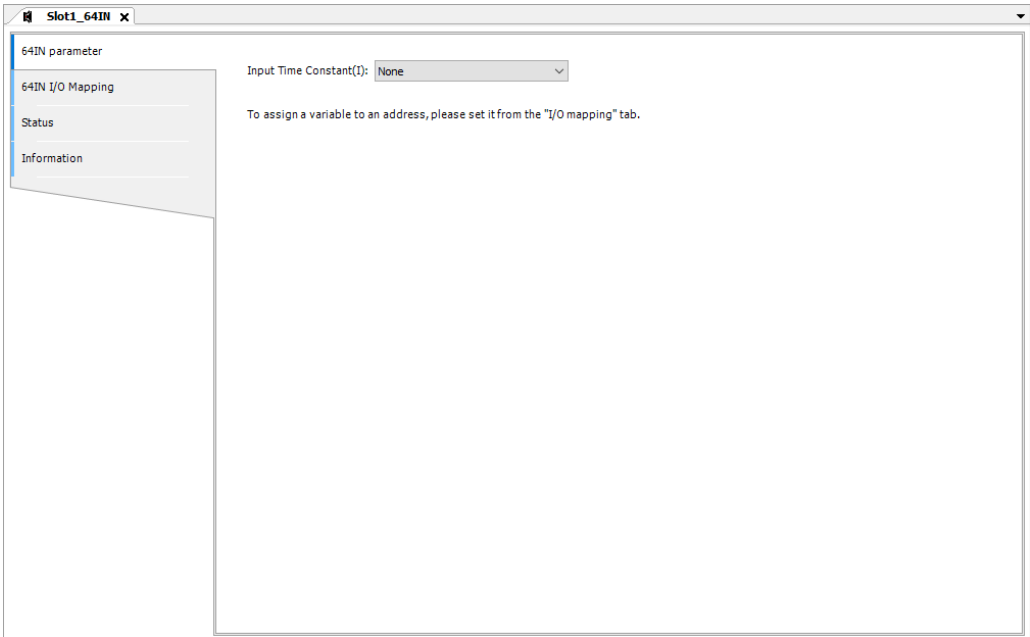 Slot1_64IN
64IN parameter
Input Time Constant(I): None
64IN I/O Mapping
To assign a variable to an address, please set it from the "I/O mapping" tab.
Status
Information